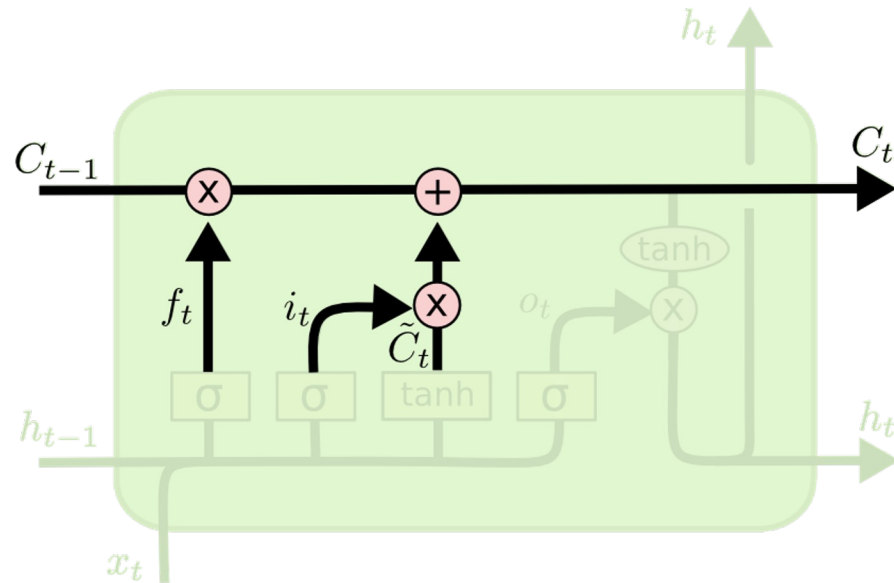 h_t
C_{t-1}
C_t
x
+
tanh
f_t
i_t
x
o_t
x
C̃_t
σ
σ
tanh
σ
h_{t-1}
h_t
x_t